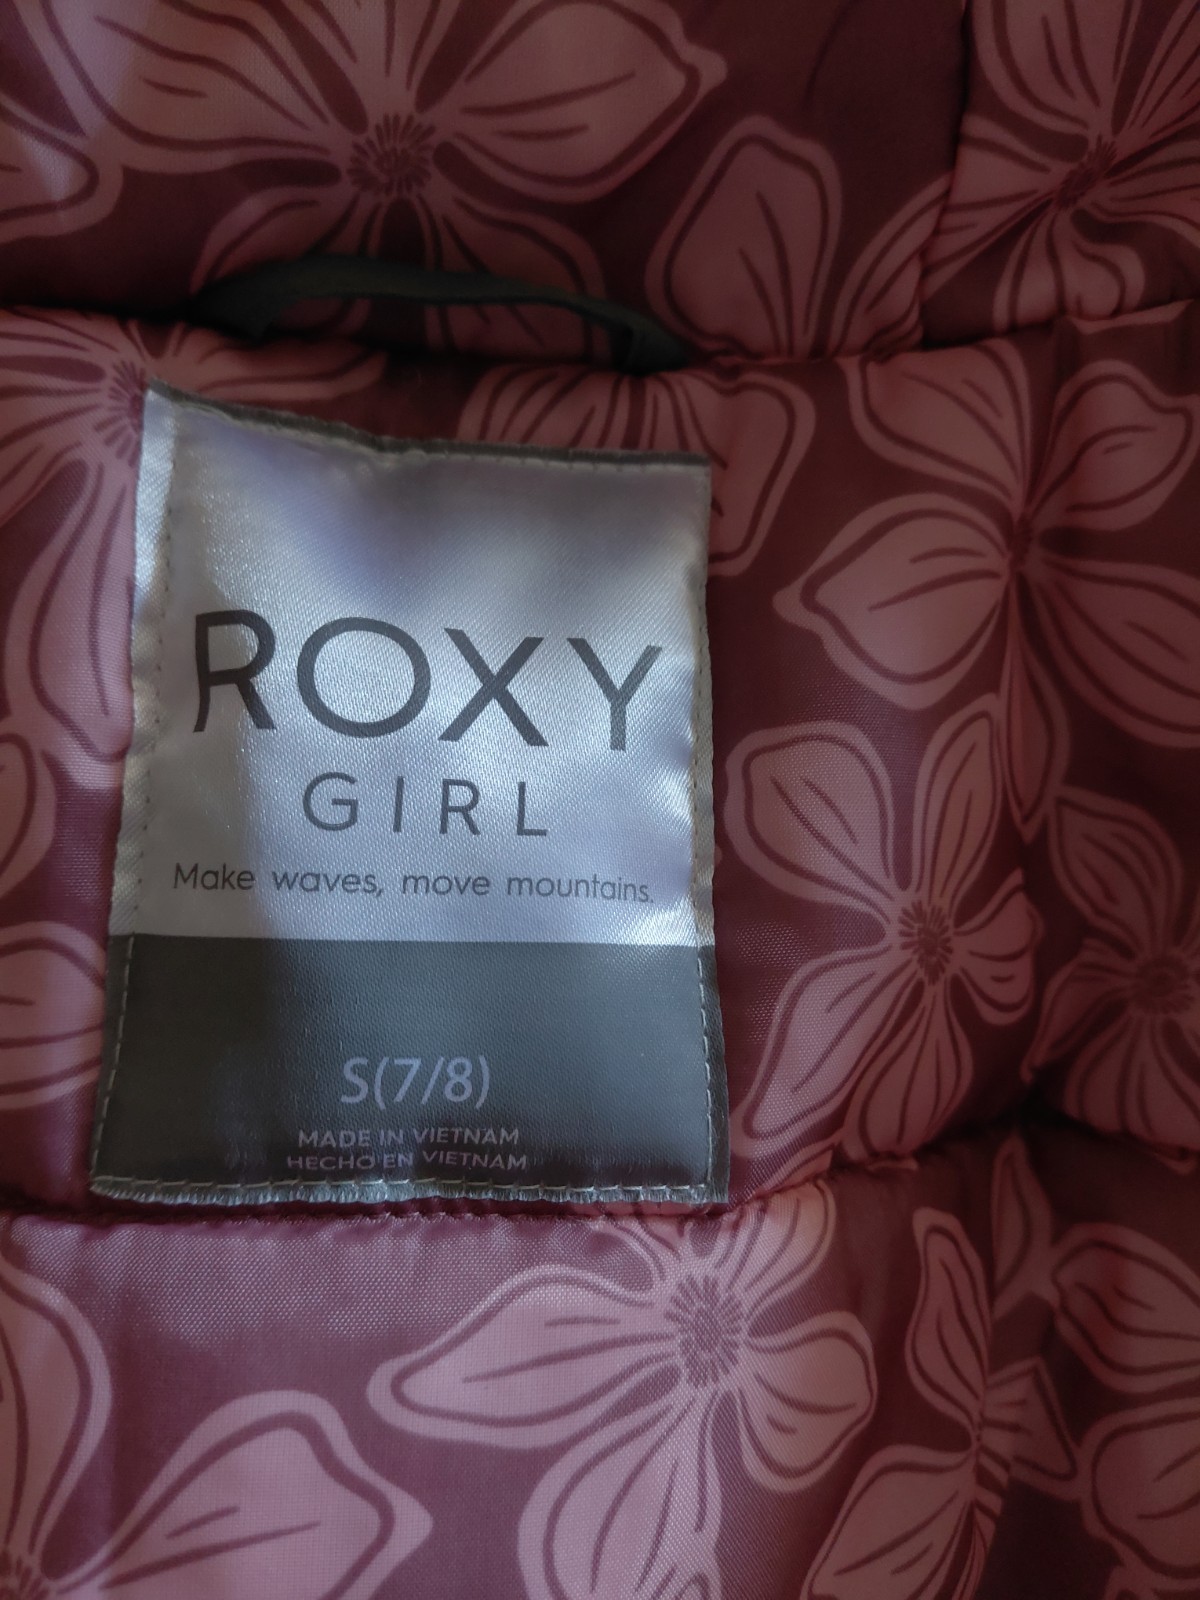 ROXY
GIRL
Make waves, move mountains.
S(7/8)
MADE IN VIETNAM
HECHO EN VIETNAM